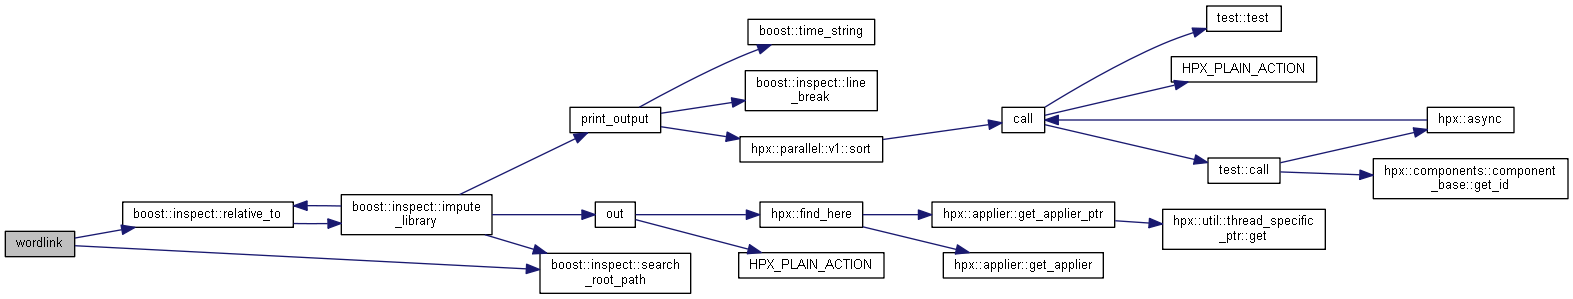 wordlink
boost::inspect::relative_to
boost::inspect::impute
_library
print_output
out
boost::inspect::search
_root_path
boost::time_string
boost::inspect::line
_break
hpx::parallel::v1::sort
hpx::find_here
HPX_PLAIN_ACTION
hpx::applier::get_applier_ptr
hpx::applier::get_applier
call
test::test
HPX_PLAIN_ACTION
test::call
hpx::util::thread_specific
_ptr::get
hpx::async
hpx::components::component
_base::get_id